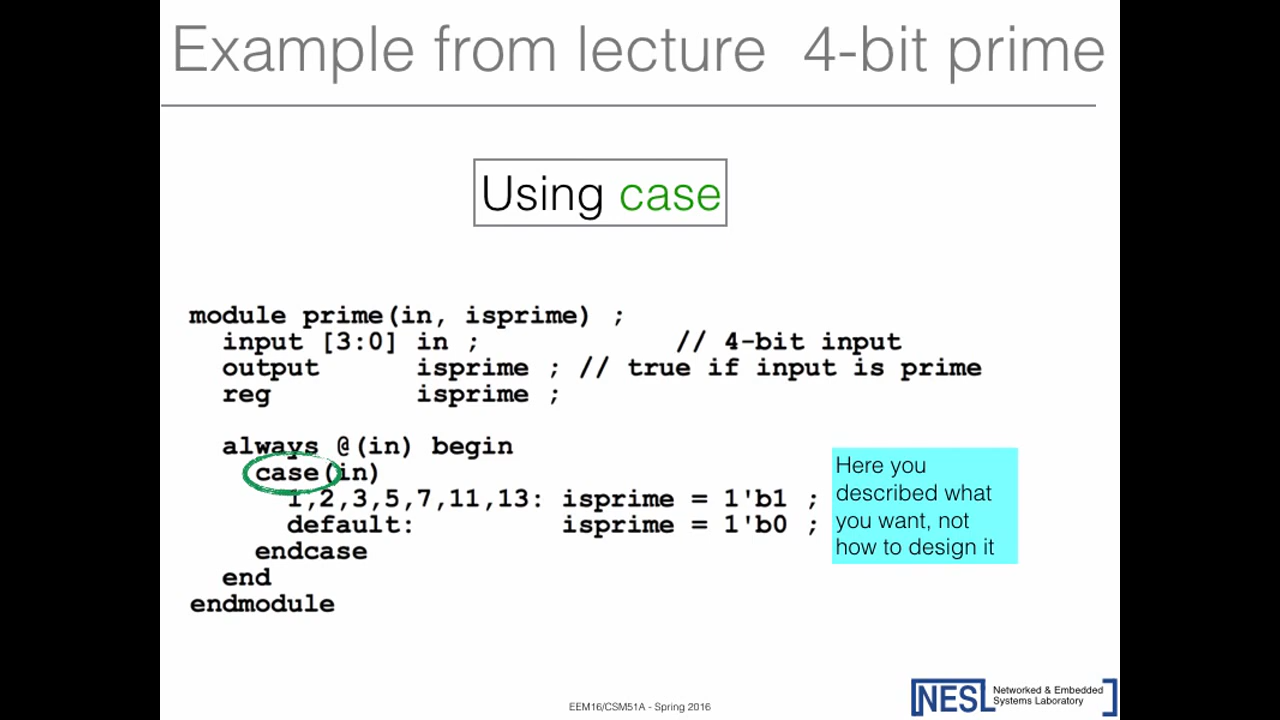 Example from lecture  4-bit prime
Using case
module prime(in, isprime) ;
input [3:0] in ;            // 4-bit input
output      isprime ; // true if input is prime
reg         isprime ;
always @(in) begin
case(in)
1,2,3,5,7,11,13: isprime = 1'b1 ;
default:         isprime = 1'b0 ;
endcase
end
endmodule
Here you
described what
you want, not
how to design it
EEM16/CSM51A - Spring 2016
NESL
Networked & Embedded
Systems Laboratory